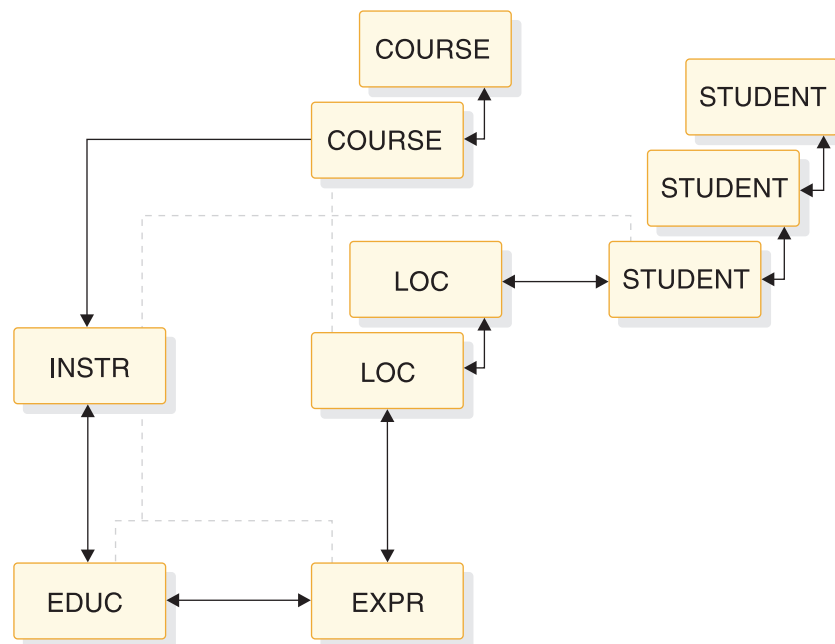 COURSE
STUDENT
COURSE
STUDENT
LOC
STUDENT
INSTR
LOC
EDUC
EXPR